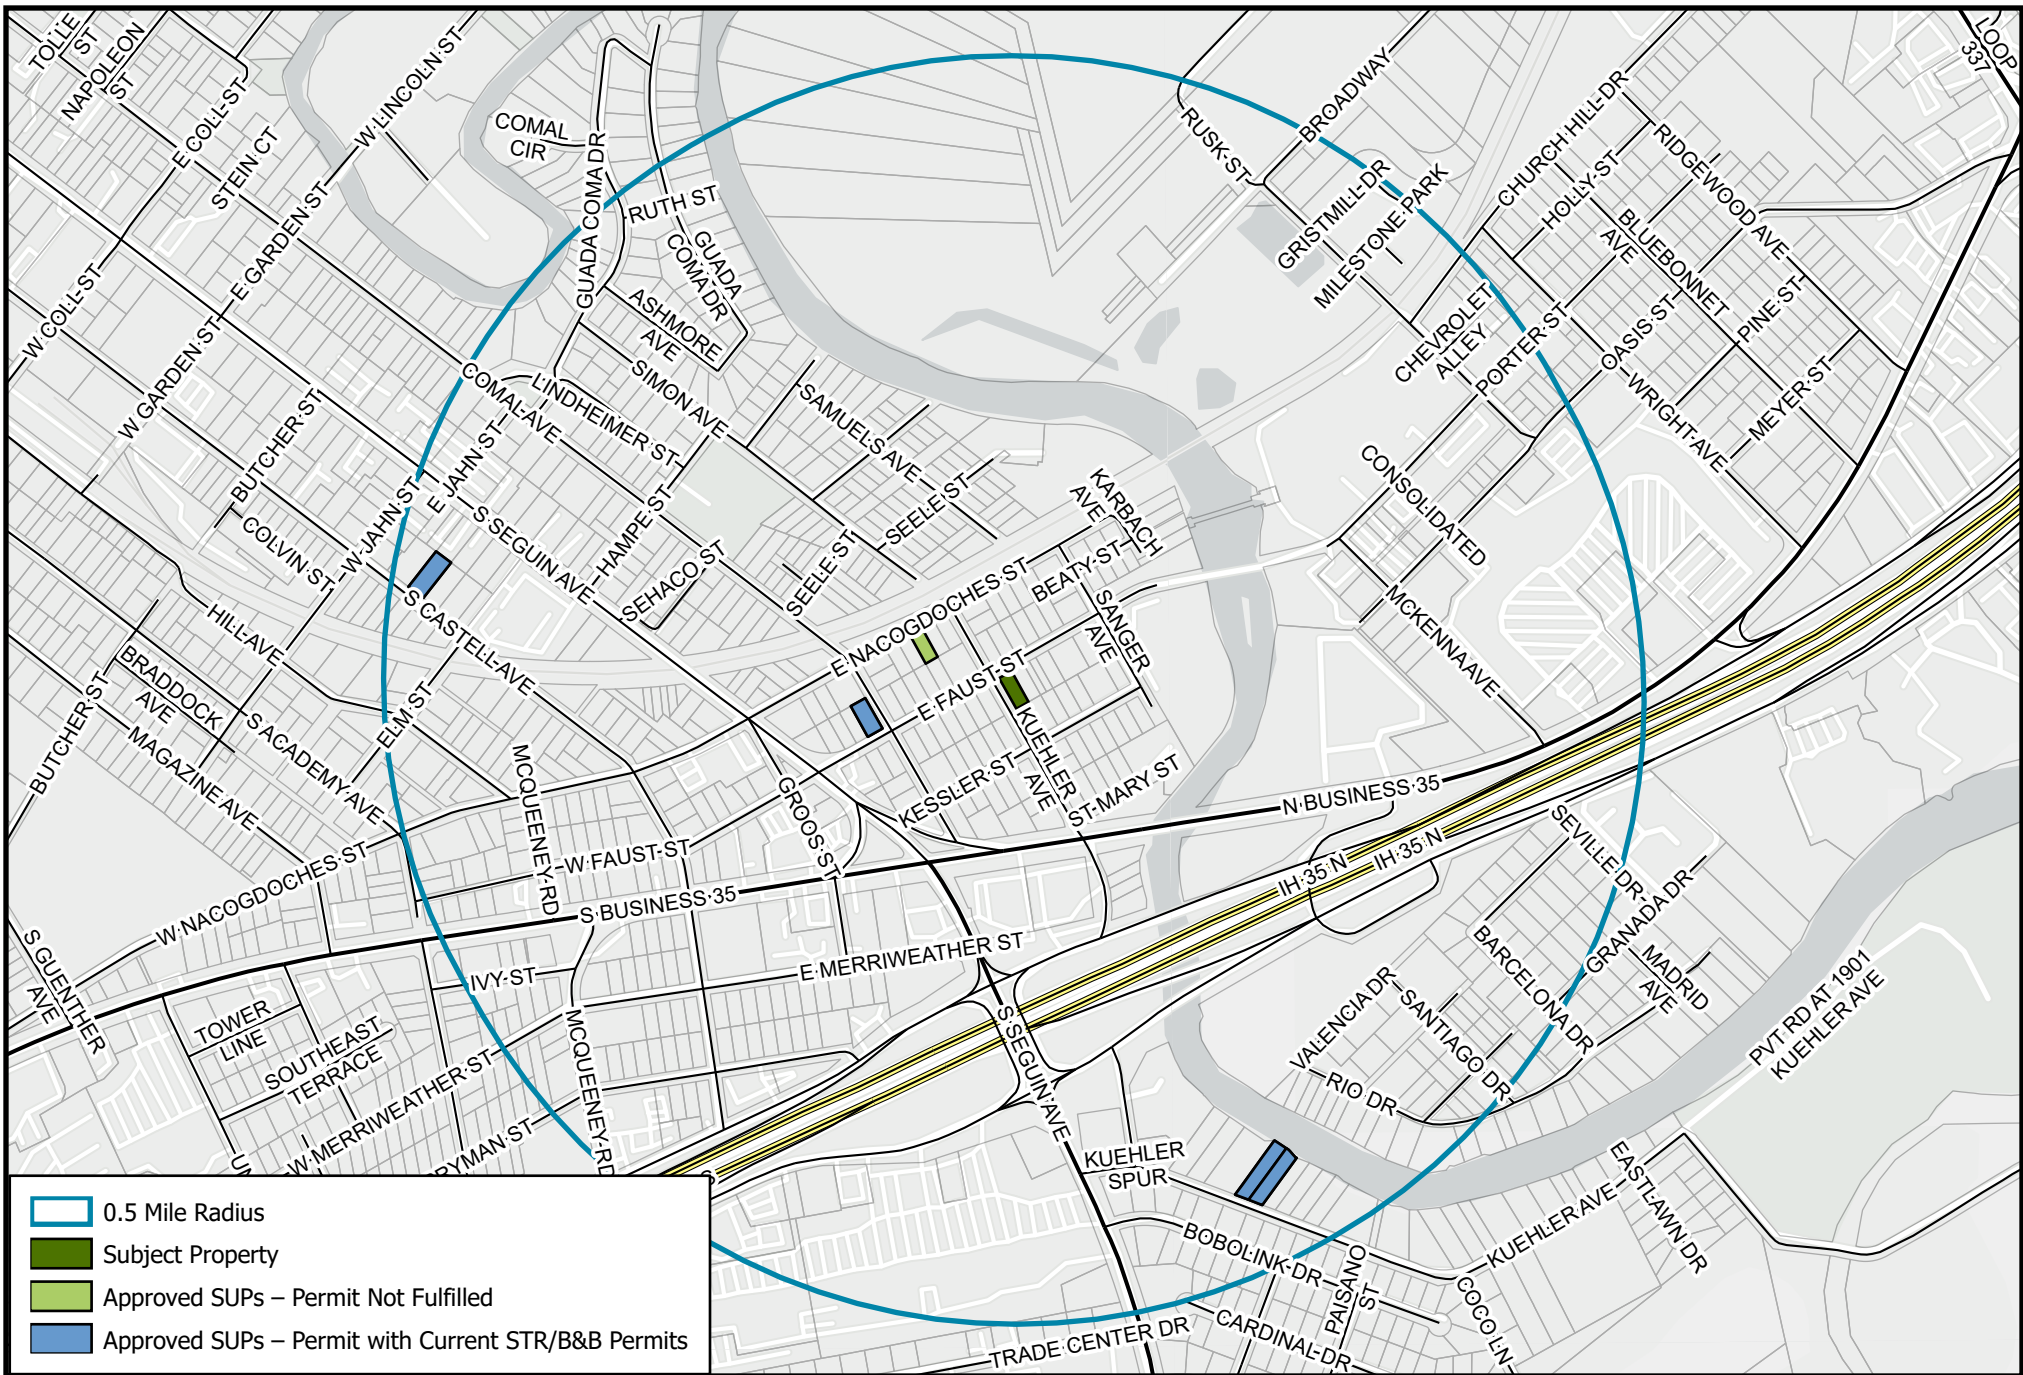 TOLLE
ST
NAPOLEON
ST
E COLL ST
STEIN CT
W LINCOLN ST
E GARDEN ST
W COLL ST
W GARDEN ST
COMAL
CIR
GUADA COMA DR
RUTH ST
GUADA
COMA DR
ASHMORE
AVE
SIMON AVE
COMAL AVE
LINDHEIMER ST
SAMUELS AVE
SEELE ST
SEELE ST
BUTCHER ST
COLVIN ST
W JAHN ST
E JAHN ST
S SEGUIN AVE
HAMPE ST
SEHACO ST
S CASTELL AVE
HILL AVE
BUTCHER ST
BRADDOCK
AVE
MAGAZINE AVE
S ACADEMY AVE
ELM ST
MCQUEENEY RD
W NACOGDOCHES ST
E NACOGDOCHES ST
E FAUST ST
W FAUST ST
BEATY ST
KARBACH
AVE
SANGER
AVE
KUEHLER
AVE
KESSLER ST
ST MARY ST
GROOS ST
RUSK ST
BROADWAY
GRISTMILL DR
MILESTONE PARK
CHURCH HILL DR
HOLLY ST
RIDGEWOOD AVE
BLUEBONNET
AVE
PINE ST
MEYER ST
OASIS ST
WRIGHT AVE
PORTER ST
CHEVROLET
ALLEY
CONSOLIDATED
MCKENNA AVE
LOOP
337
N BUSINESS 35
S BUSINESS 35
IH 35 N
IH 35 N
SEVILLE DR
GRANADA DR
BARCELONA DR
MADRID
AVE
VALENCIA DR
SANTIAGO DR
RIO DR
PVT RD AT 1901
KUEHLER AVE
S GUENTHER
AVE
TOWER
LINE
SOUTHEAST
TERRACE
IVY ST
E MERRIWEATHER ST
W MERRIWEATHER ST
MCQUEENEY RD
S SEGUIN AVE
KUEHLER
SPUR
BOBOLINK DR
PAISANO
ST
CARDINAL DR
TRADE CENTER DR
KUEHLER AVE
EASTLAWN DR
COCO LN
0.5 Mile Radius
Subject Property
Approved SUPs – Permit Not Fulfilled
Approved SUPs – Permit with Current STR/B&B Permits